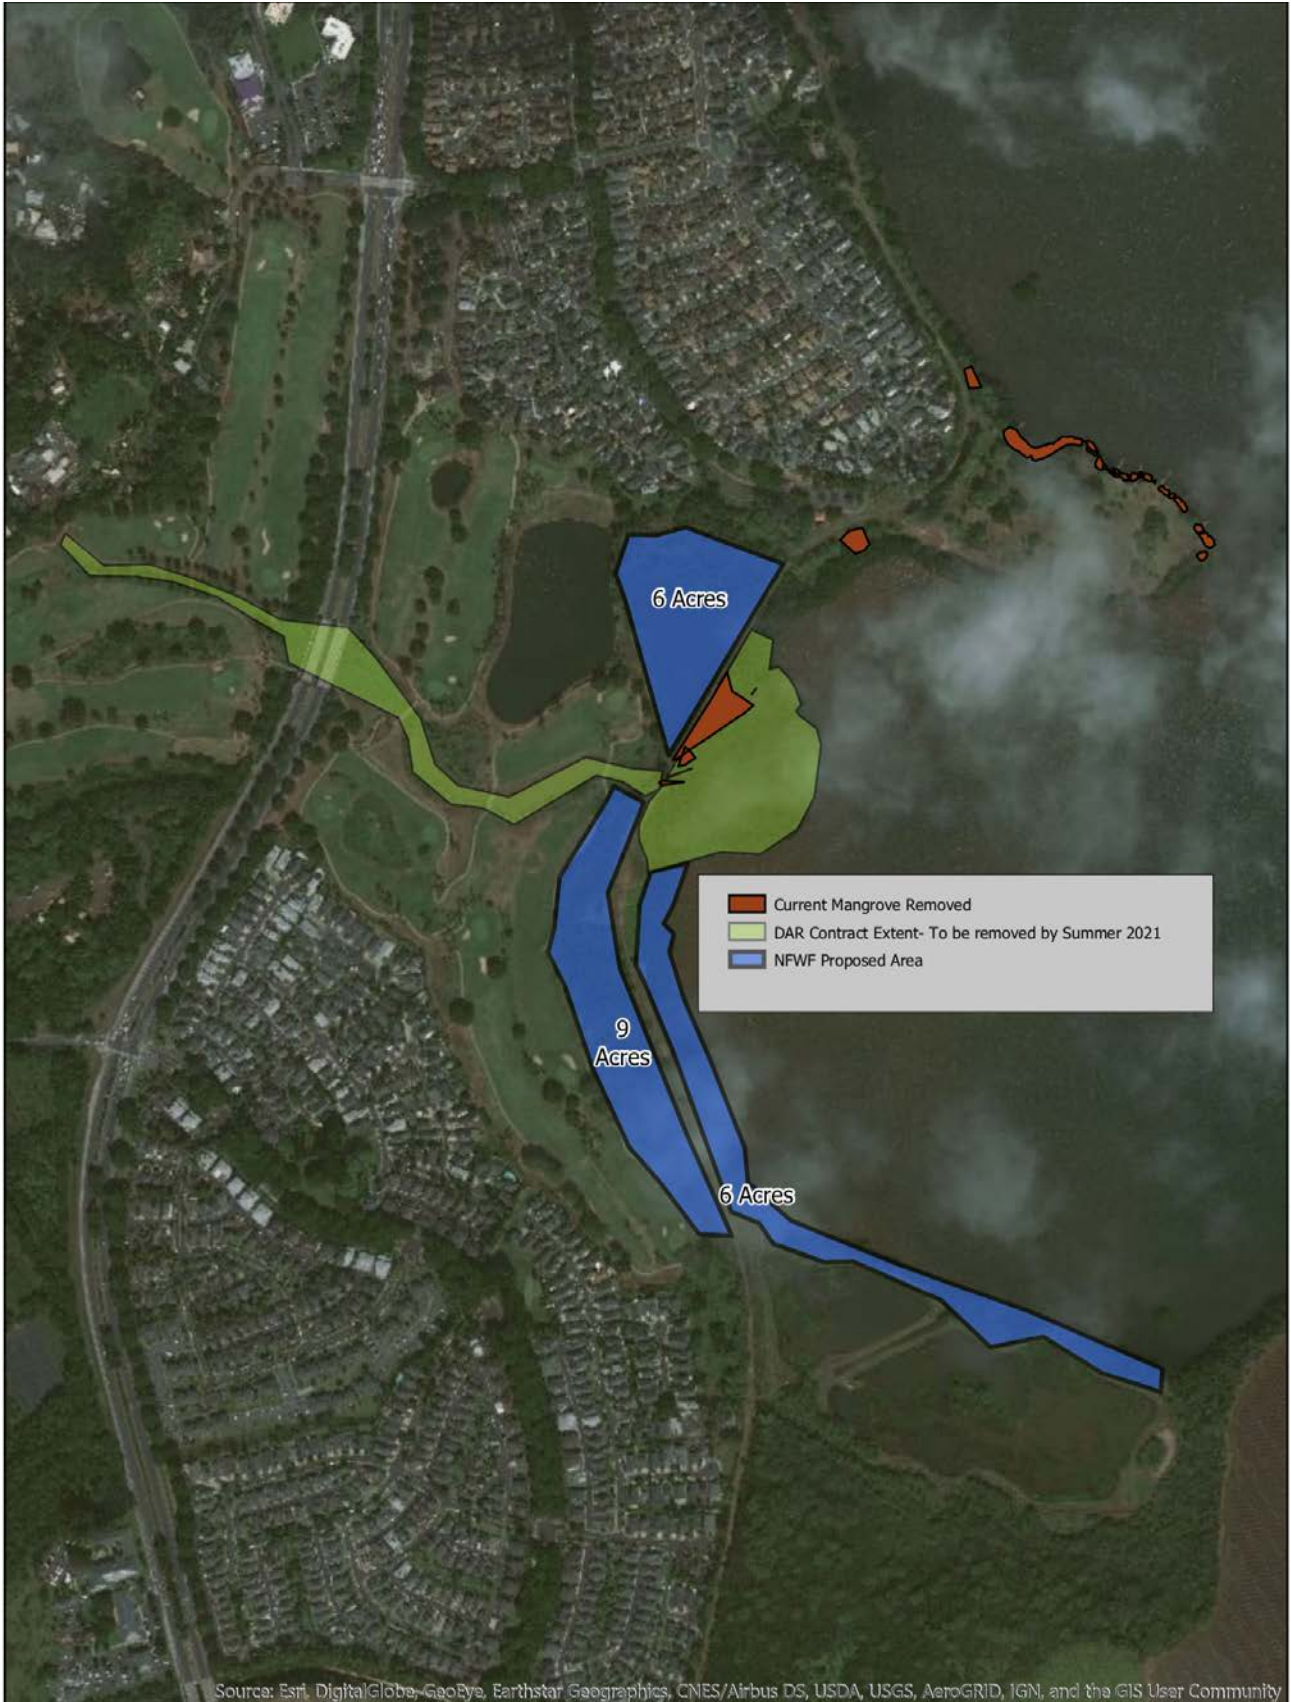 6 Acres
Current Mangrove Removed
DAR Contract Extent- To be removed by Summer 2021
NFWF Proposed Area
9
Acres
6 Acres
Source: Esri, DigitalGlobe, GeoEye, Earthstar Geographics, CNES/Airbus DS, USDA, USGS, AeroGRID, IGN, and the GIS User Community